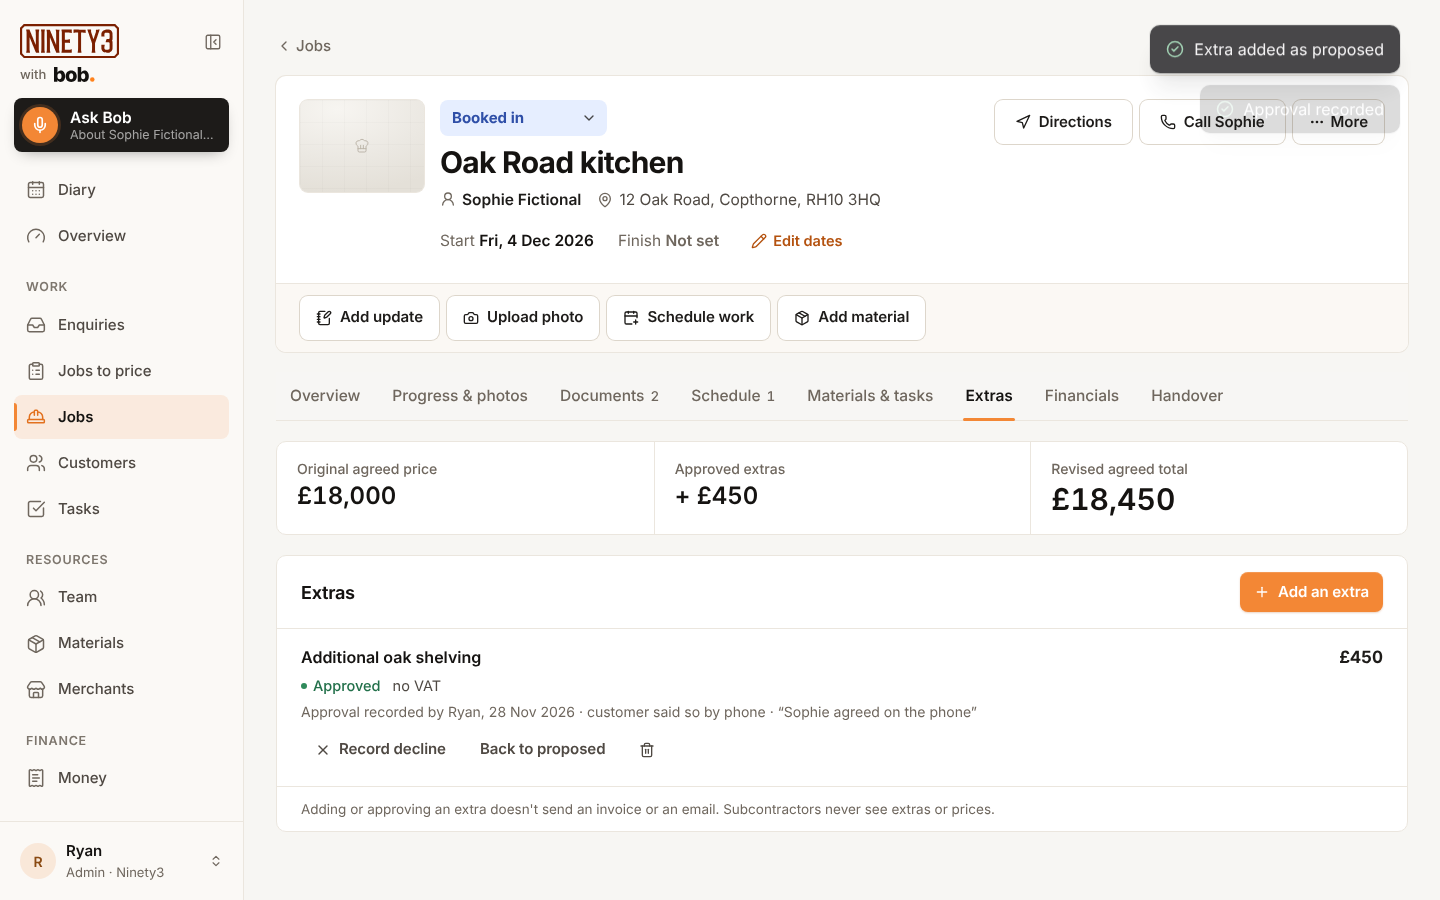 NINETY3
with bob.
Ask Bob
About Sophie Fictional...
Diary
Overview
WORK
Enquiries
Jobs to price
Jobs
Customers
Tasks
RESOURCES
Team
Materials
Merchants
FINANCE
Money
R
Ryan
Admin · Ninety3
Jobs
Extra added as proposed
Approval recorded
Booked in
Directions
Call Sophie
More
Oak Road kitchen
Sophie Fictional 12 Oak Road, Copthorne, RH10 3HQ
Start Fri, 4 Dec 2026 Finish Not set Edit dates
Add update Upload photo Schedule work Add material
Overview Progress & photos Documents 2 Schedule 1 Materials & tasks Extras Financials Handover
Original agreed price
£18,000
Approved extras
+ £450
Revised agreed total
£18,450
Extras
Add an extra
Additional oak shelving £450
Approved no VAT
Approval recorded by Ryan, 28 Nov 2026 · customer said so by phone · “Sophie agreed on the phone”
Record decline Back to proposed
Adding or approving an extra doesn't send an invoice or an email. Subcontractors never see extras or prices.